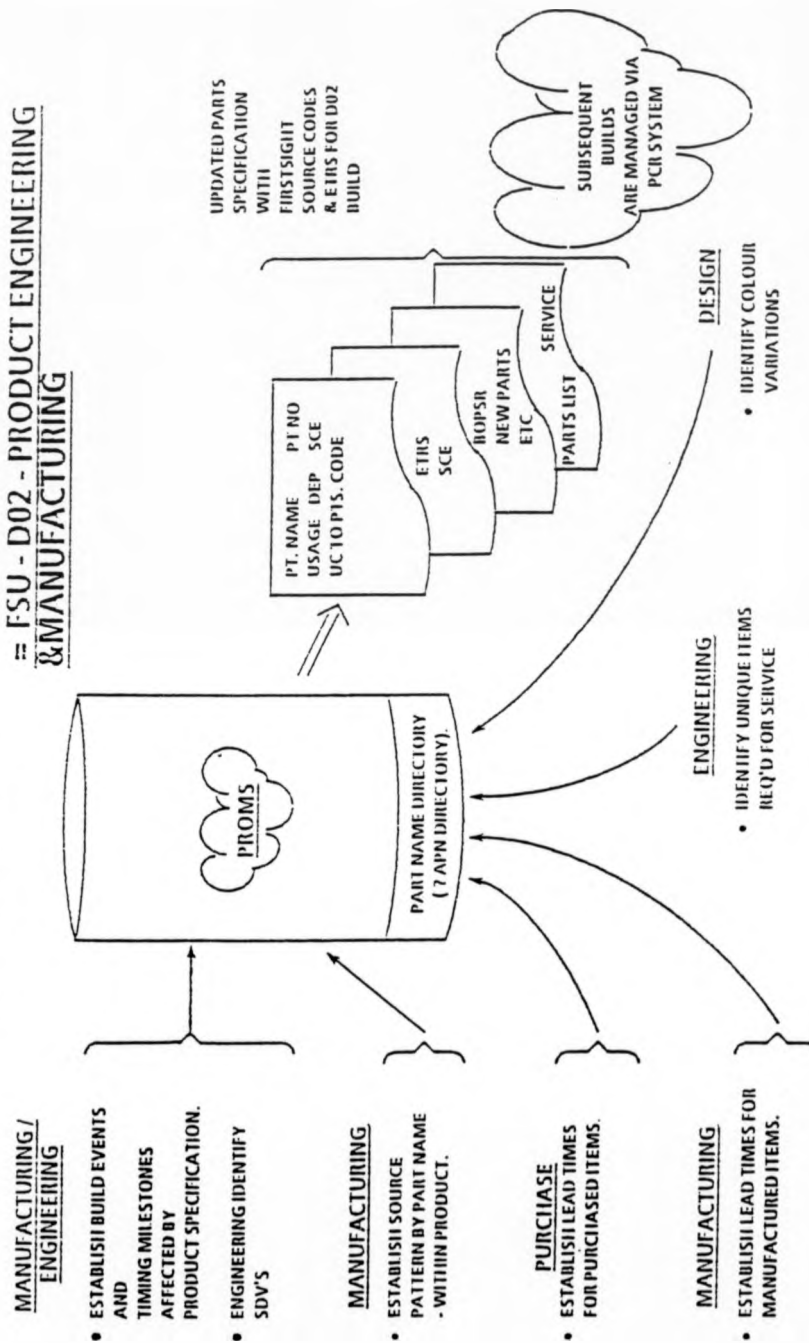 = FSU - D02 - PRODUCT ENGINEERING
& MANUFACTURING
MANUFACTURING /
ENGINEERING
• ESTABLISH BUILD EVENTS
AND
TIMING MILESTONES
AFFECTED BY
PRODUCT SPECIFICATION.
• ENGINEERING IDENTIFY
SDV'S
MANUFACTURING
• ESTABLISH SOURCE
PATTERN BY PART NAME
- WITHIN PRODUCT.
PURCHASE
• ESTABLISH LEAD TIMES
FOR PURCHASED ITEMS.
MANUFACTURING
• ESTABLISH LEAD TIMES FOR
MANUFACTURED ITEMS.
PROMS
PART NAME DIRECTORY
( ? APN DIRECTORY).
ENGINEERING
• IDENTIFY UNIQUE ITEMS
REQ'D FOR SERVICE
DESIGN
• IDENTIFY COLOUR
VARIATIONS
PT. NAME PT NO
USAGE DEP SCE
UC TO PTS. CODE
ETRS
SCE
BOPSR
NEW PARTS
ETC
SERVICE
PARTS LIST
UPDATED PARTS
SPECIFICATION
WITH
FIRSTSIGHT
SOURCE CODES
& ETRS FOR D02
BUILD
SUBSEQUENT
BUILDS
ARE MANAGED VIA
PCR SYSTEM